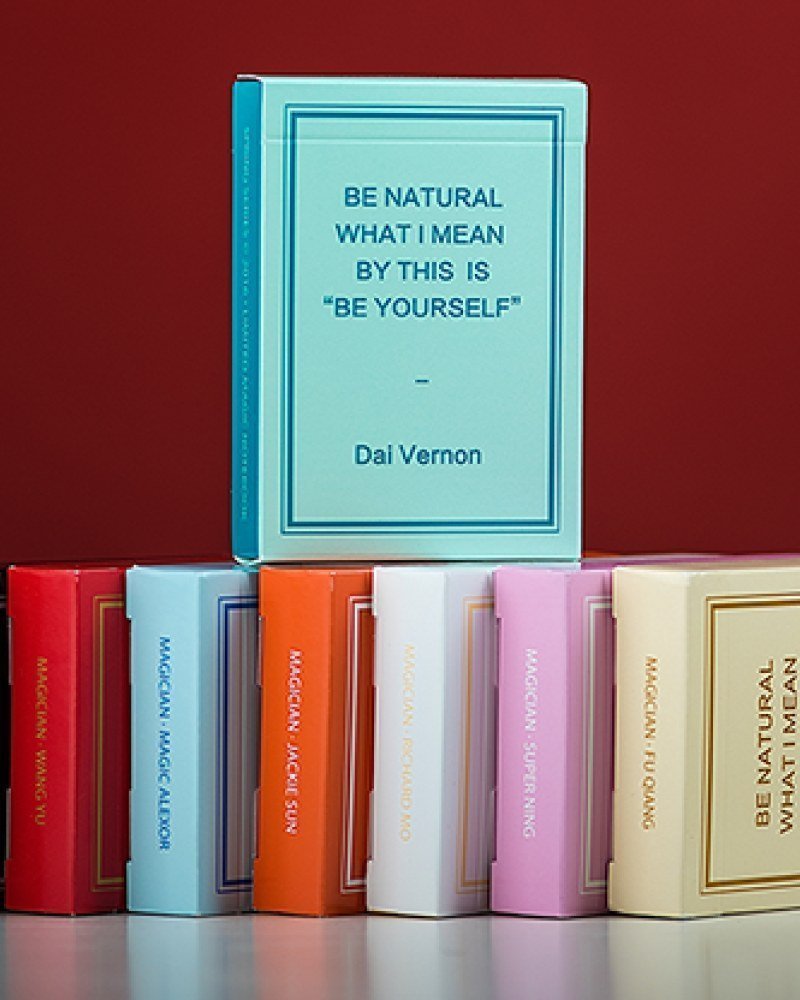 BE NATURAL
WHAT I MEAN
BY THIS IS
“BE YOURSELF”
–
Dai Vernon
MAGICIAN · WANG YU
MAGICIAN · MAGIC ALEXOR
MAGICIAN · JACKIE SUN
MAGICIAN · RICHARD MO
MAGICIAN · SUPER NING
MAGICIAN · FU QIANG
BE NATURAL
WHAT I MEAN